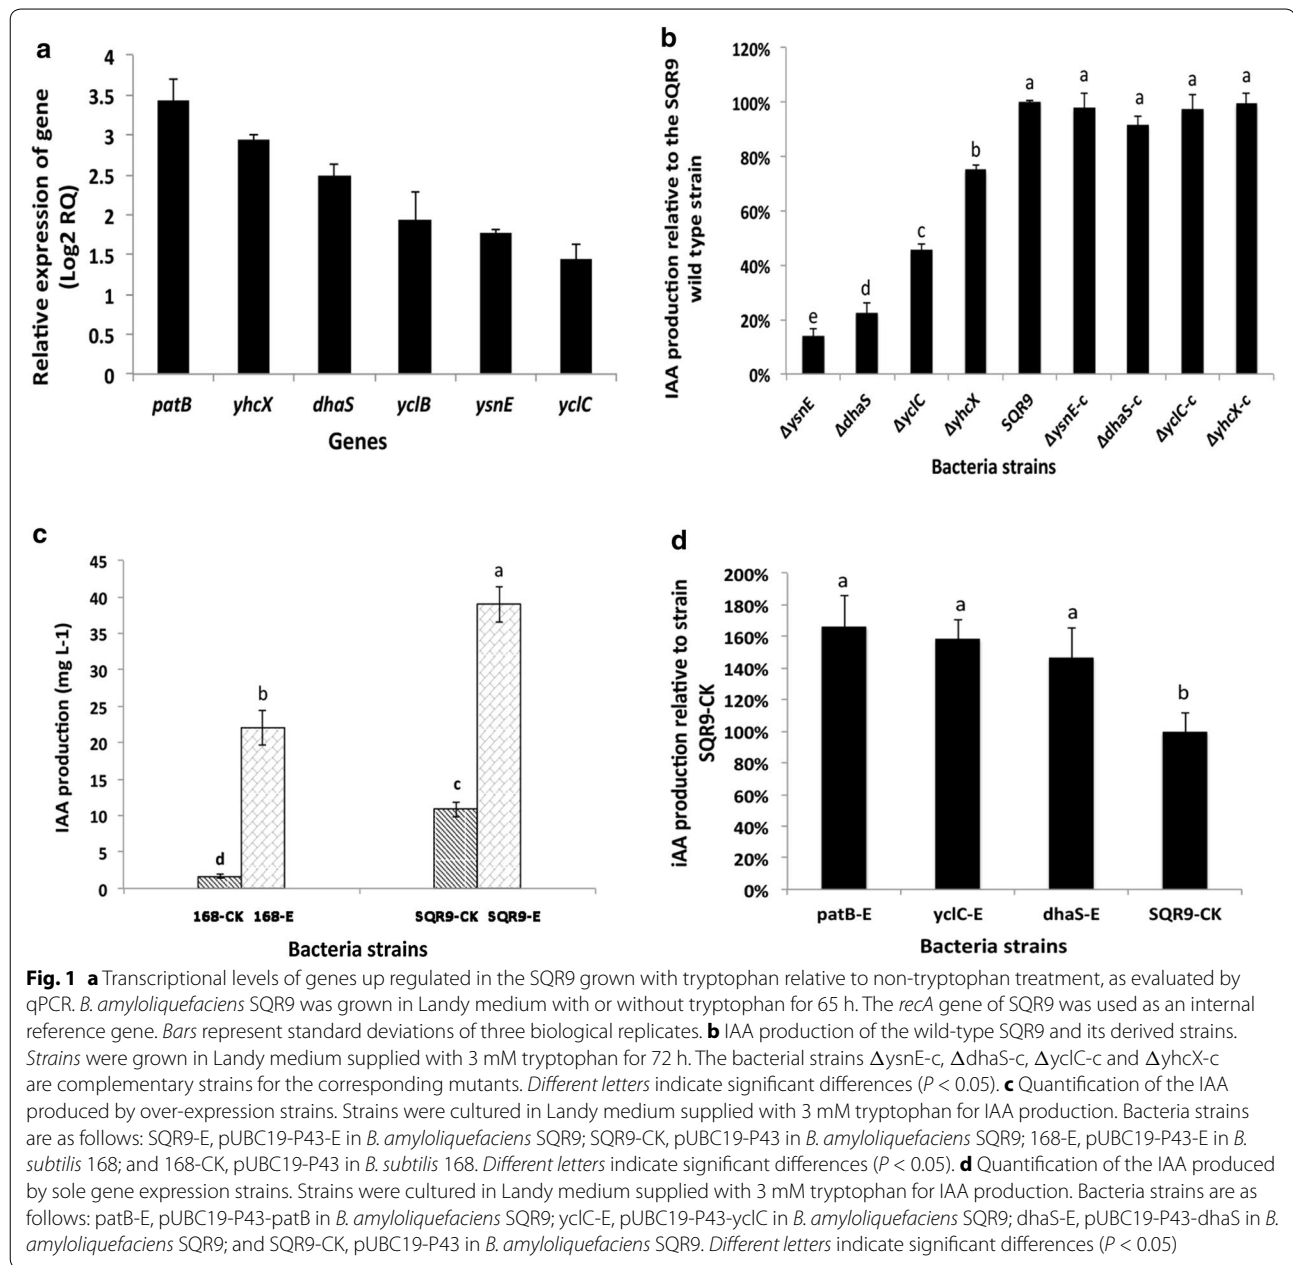 a
4
3.5
3
2.5
2
1.5
1
0.5
0
Relative expression of gene
(Log2 RQ)
patB yhcX dhaS yclB ysnE yclC
Genes
b
120%
100%
80%
60%
40%
20%
0%
IAA production relative to the SQR9
wild type strain
e d c b a a a a a
ΔysnE ΔdhaS ΔyclC ΔyhcX SQR9 ΔysnE-c ΔdhaS-c ΔyclC-c ΔyhcX-c
Bacteria strains
c
45
40
35
30
25
20
15
10
5
0
IAA production (mg L-1)
d b c a
168-CK 168-E SQR9-CK SQR9-E
Bacteria strains
d
200%
180%
160%
140%
120%
100%
80%
60%
40%
20%
0%
iAA production relative to strain
SQR9-CK
a a a b
patB-E yclC-E dhaS-E SQR9-CK
Bacteria strains
Fig. 1 a Transcriptional levels of genes up regulated in the SQR9 grown with tryptophan relative to non-tryptophan treatment, as evaluated by
qPCR. B. amyloliquefaciens SQR9 was grown in Landy medium with or without tryptophan for 65 h. The recA gene of SQR9 was used as an internal
reference gene. Bars represent standard deviations of three biological replicates. b IAA production of the wild-type SQR9 and its derived strains.
Strains were grown in Landy medium supplied with 3 mM tryptophan for 72 h. The bacterial strains ΔysnE-c, ΔdhaS-c, ΔyclC-c and ΔyhcX-c
are complementary strains for the corresponding mutants. Different letters indicate significant differences (P < 0.05). c Quantification of the IAA
produced by over-expression strains. Strains were cultured in Landy medium supplied with 3 mM tryptophan for IAA production. Bacteria strains
are as follows: SQR9-E, pUBC19-P43-E in B. amyloliquefaciens SQR9; SQR9-CK, pUBC19-P43 in B. amyloliquefaciens SQR9; 168-E, pUBC19-P43-E in B.
subtilis 168; and 168-CK, pUBC19-P43 in B. subtilis 168. Different letters indicate significant differences (P < 0.05). d Quantification of the IAA produced
by sole gene expression strains. Strains were cultured in Landy medium supplied with 3 mM tryptophan for IAA production. Bacteria strains are as
follows: patB-E, pUBC19-P43-patB in B. amyloliquefaciens SQR9; yclC-E, pUBC19-P43-yclC in B. amyloliquefaciens SQR9; dhaS-E, pUBC19-P43-dhaS in B.
amyloliquefaciens SQR9; and SQR9-CK, pUBC19-P43 in B. amyloliquefaciens SQR9. Different letters indicate significant differences (P < 0.05)